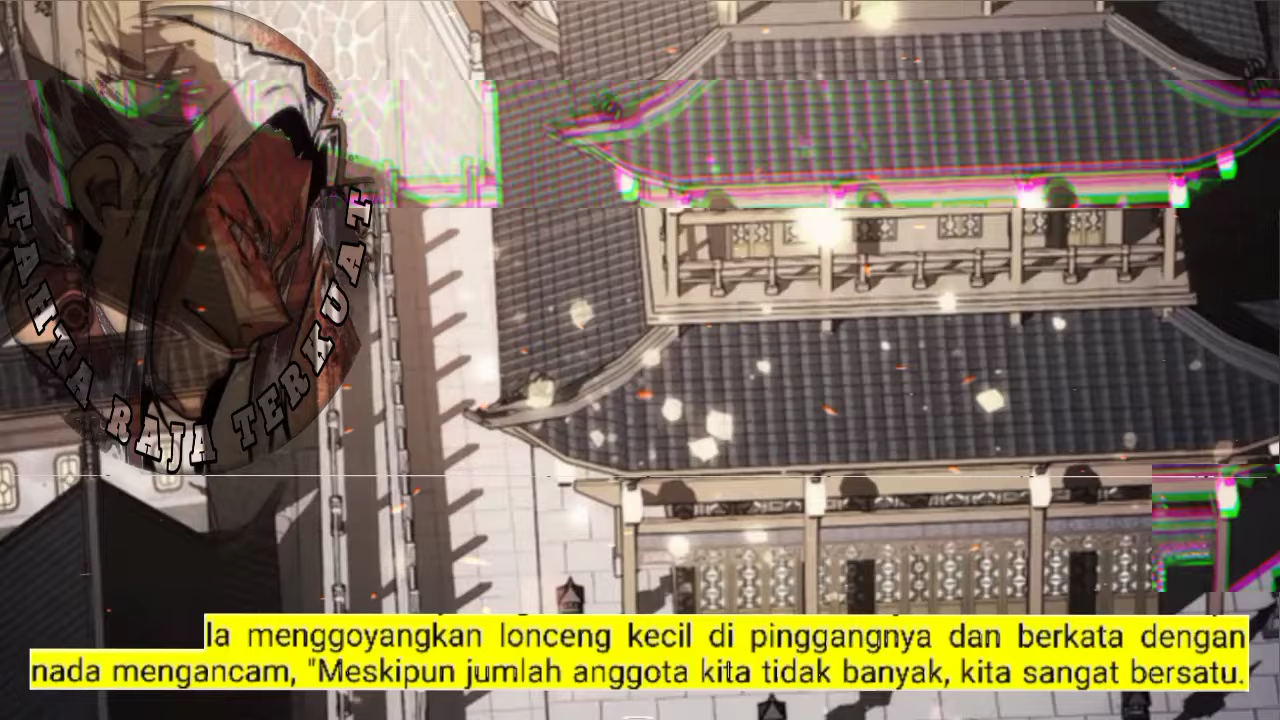 TAHTA RAJA TERKUAT
Ia menggoyangkan lonceng kecil di pinggangnya dan berkata dengan
nada mengancam, "Meskipun jumlah anggota kita tidak banyak, kita sangat bersatu.